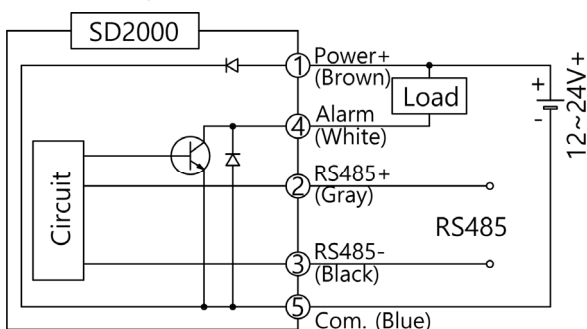 SD2000
1
Power+
(Brown)
Load
+
-
12~24V+
4
Alarm
(White)
Circuit
2
RS485+
(Gray)
RS485
3
RS485-
(Black)
5
Com. (Blue)